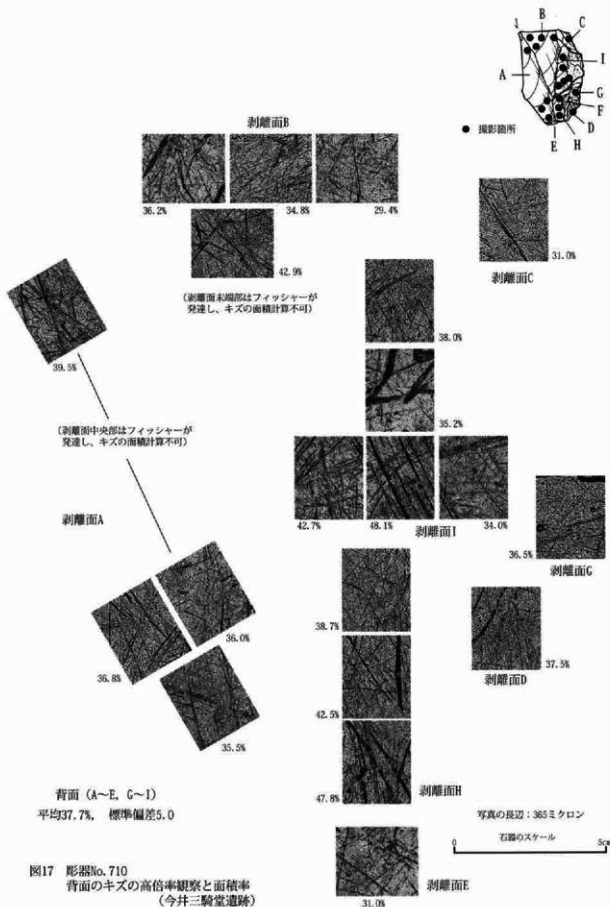 B
C
I
A
G
F
D
E H
● 撮影箇所
剥離面B
36.2%
34.8%
29.4%
42.9%
(剥離面末端部はフィッシャーが
発達し、キズの面積計算不可)
31.0%
剥離面C
39.5%
(剥離面中央部はフィッシャーが
発達し、キズの面積計算不可)
剥離面A
36.8%
36.0%
35.5%
38.0%
35.2%
42.7%
48.1%
34.0%
剥離面I
36.5%
剥離面G
37.5%
剥離面D
38.7%
42.5%
47.8%
剥離面H
31.0%
剥離面E
背面 (A~E, G~I)
平均37.7%, 標準偏差5.0
写真の長辺:365ミクロン
石器のスケール
0 5cm
図17 彫器No.710
背面のキズの高倍率観察と面積率
(今井三騎堂遺跡)